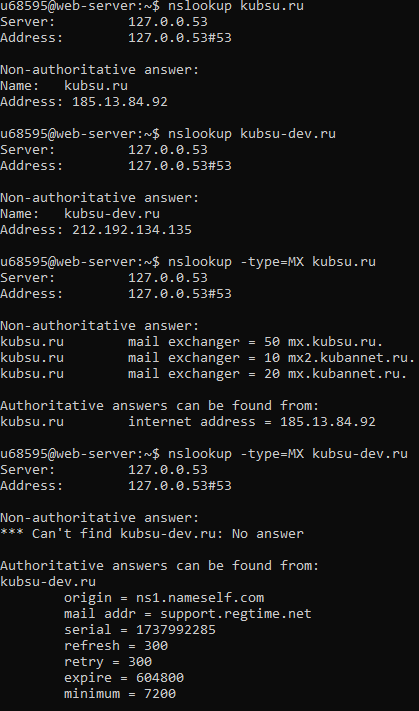 u68595@web-server:~$ nslookup kubsu.ru
Server:         127.0.0.53
Address:        127.0.0.53#53

Non-authoritative answer:
Name:   kubsu.ru
Address: 185.13.84.92

u68595@web-server:~$ nslookup kubsu-dev.ru
Server:         127.0.0.53
Address:        127.0.0.53#53

Non-authoritative answer:
Name:   kubsu-dev.ru
Address: 212.192.134.135

u68595@web-server:~$ nslookup -type=MX kubsu.ru
Server:         127.0.0.53
Address:        127.0.0.53#53

Non-authoritative answer:
kubsu.ru        mail exchanger = 50 mx.kubsu.ru.
kubsu.ru        mail exchanger = 10 mx2.kubannet.ru.
kubsu.ru        mail exchanger = 20 mx.kubannet.ru.

Authoritative answers can be found from:
kubsu.ru        internet address = 185.13.84.92

u68595@web-server:~$ nslookup -type=MX kubsu-dev.ru
Server:         127.0.0.53
Address:        127.0.0.53#53

Non-authoritative answer:
*** Can't find kubsu-dev.ru: No answer

Authoritative answers can be found from:
kubsu-dev.ru
        origin = ns1.nameself.com
        mail addr = support.regtime.net
        serial = 1737992285
        refresh = 300
        retry = 300
        expire = 604800
        minimum = 7200